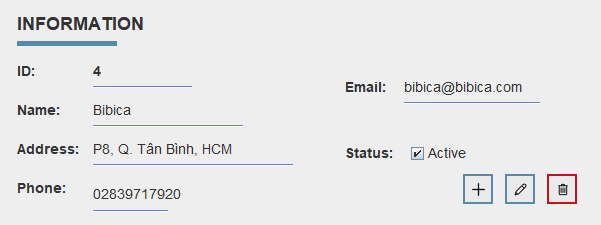 INFORMATION
ID: 4
Name: Bibica
Address: P8, Q. Tân Bình, HCM
Phone: 02839717920
Email: bibica@bibica.com
Status: Active